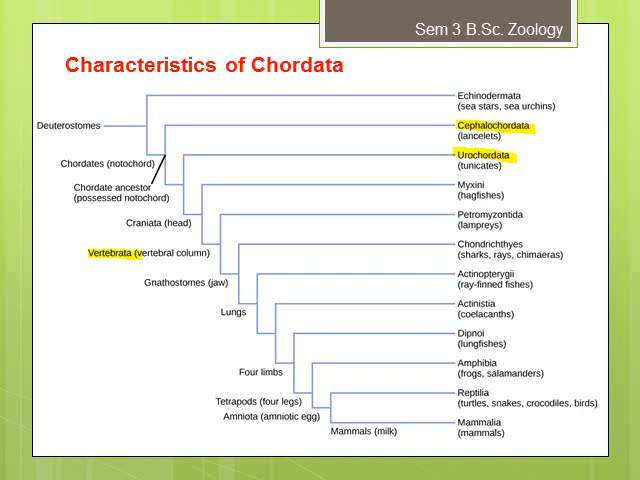 Sem 3 B.Sc. Zoology
Characteristics of Chordata
Echinodermata
(sea stars, sea urchins)
Deuterostomes
Cephalochordata
(lancelets)
Chordates (notochord)
Urochordata
(tunicates)
Chordate ancestor
(possessed notochord)
Myxini
(hagfishes)
Craniata (head)
Petromyzontida
(lampreys)
Vertebrata (vertebral column)
Chondrichthyes
(sharks, rays, chimaeras)
Gnathostomes (jaw)
Actinopterygii
(ray-finned fishes)
Lungs
Actinistia
(coelacanths)
Dipnoi
(lungfishes)
Four limbs
Amphibia
(frogs, salamanders)
Tetrapods (four legs)
Reptilia
(turtles, snakes, crocodiles, birds)
Amniota (amniotic egg)
Mammals (milk)
Mammalia
(mammals)